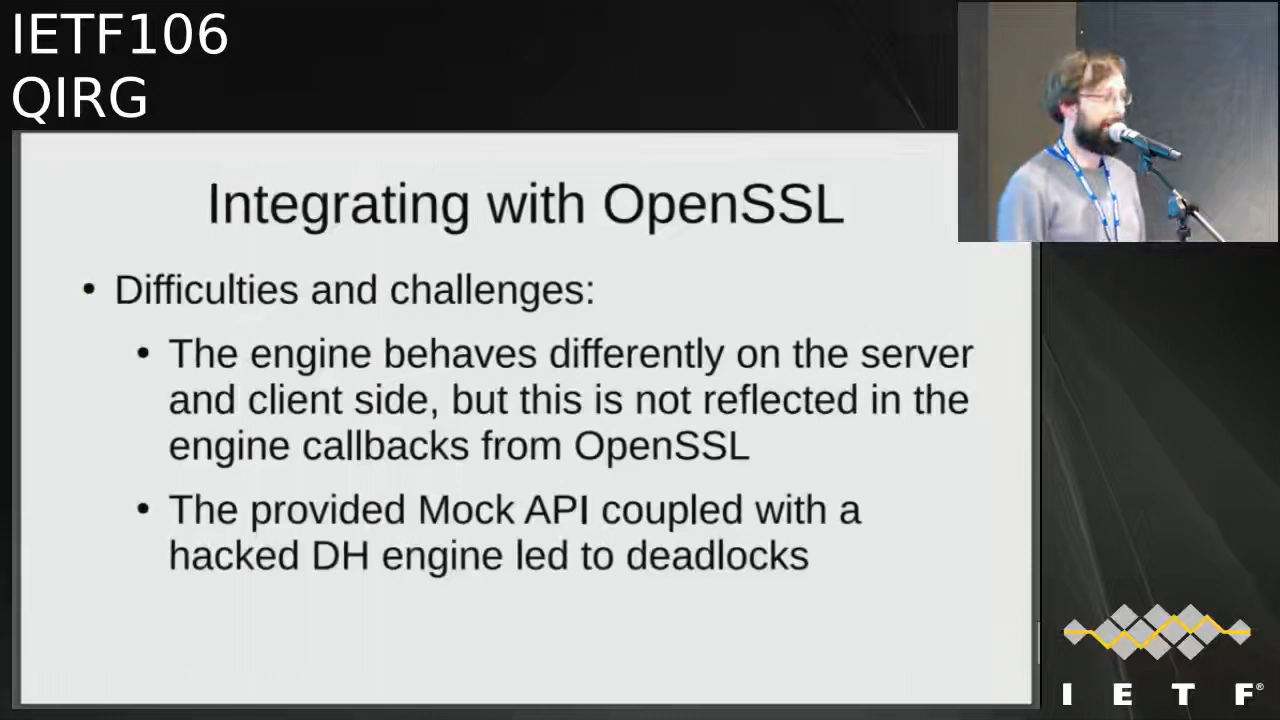 IETF106
QIRG
Integrating with OpenSSL
• Difficulties and challenges:
• The engine behaves differently on the server
and client side, but this is not reflected in the
engine callbacks from OpenSSL
• The provided Mock API coupled with a
hacked DH engine led to deadlocks
I E T F®